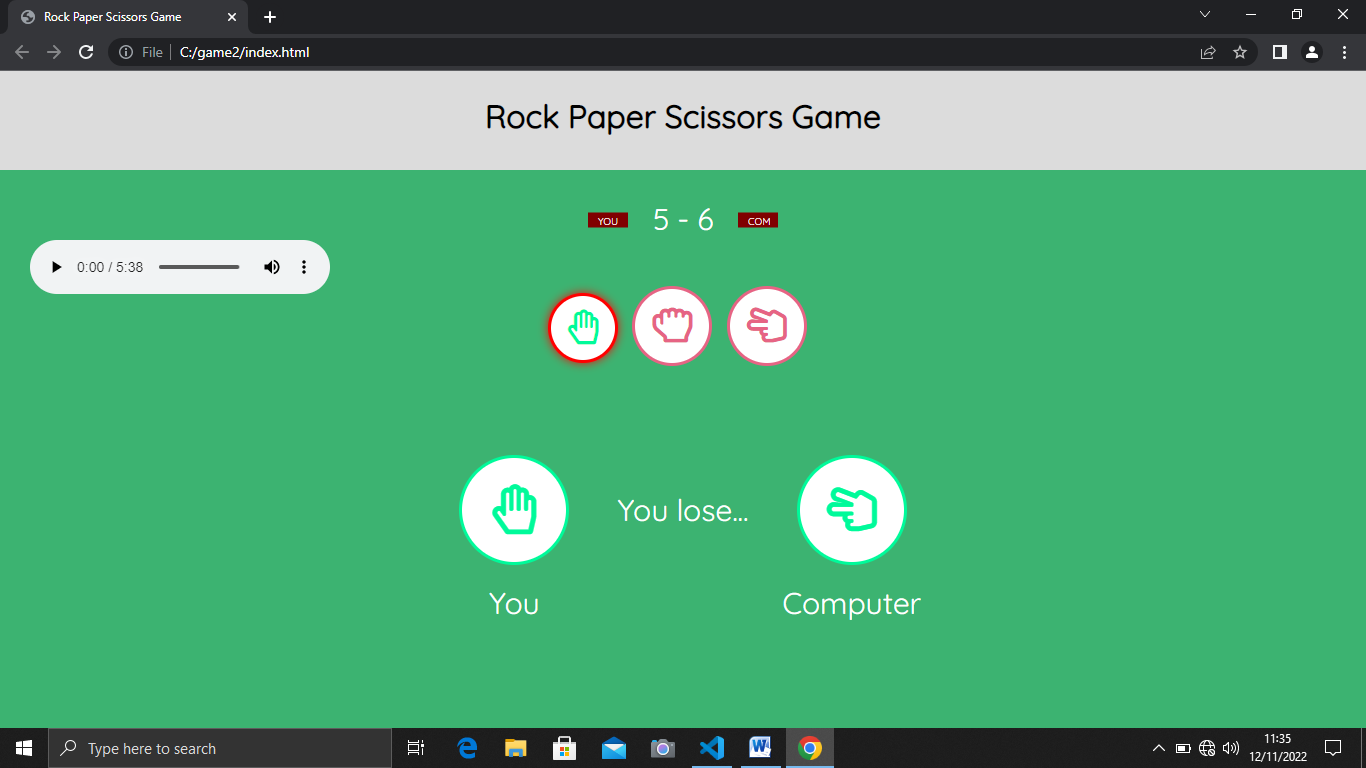 Rock Paper Scissors Game
File C:/game2/index.html
Rock Paper Scissors Game
YOU 5 - 6 COM
0:00 / 5:38
You lose...
You Computer
Type here to search
11:35
12/11/2022